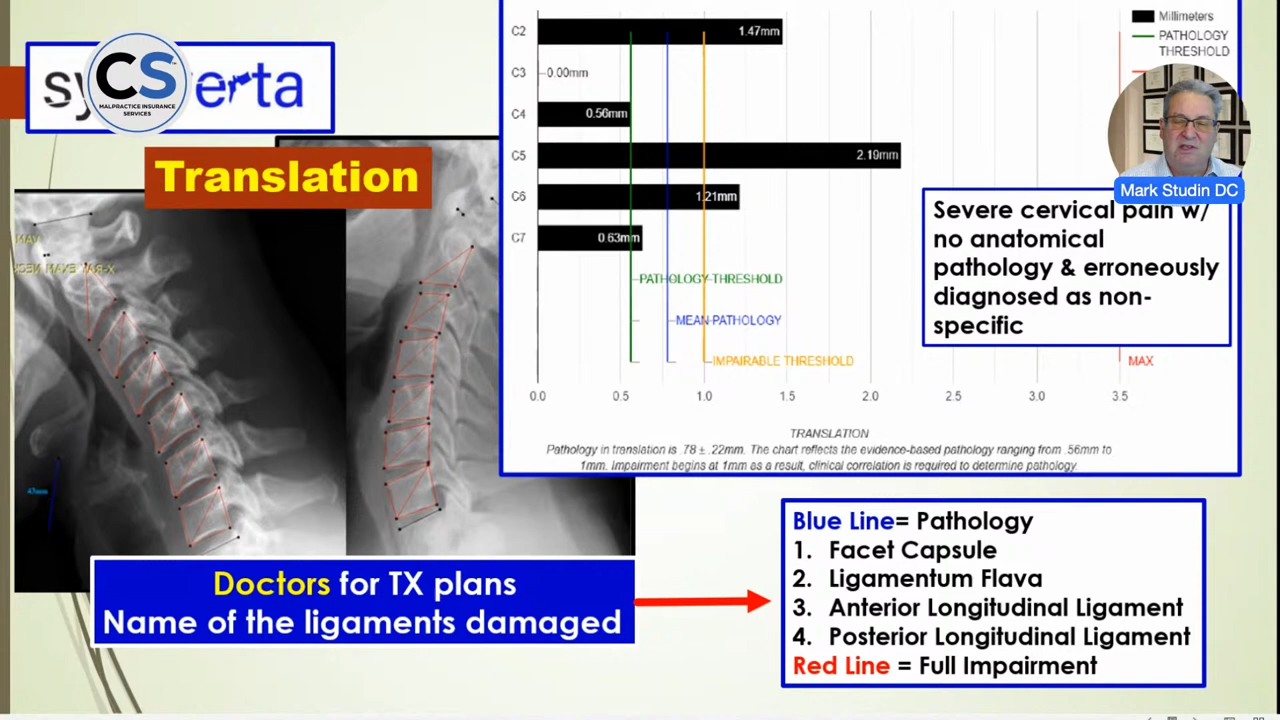 CS
MALPRACTICE INSURANCE
SERVICES
Translation
C2
1.47mm
C3
0.00mm
C4
0.56mm
C5
2.19mm
C6
1.21mm
C7
0.63mm
Millimeters
PATHOLOGY
THRESHOLD
PATHOLOGY THRESHOLD
MEAN PATHOLOGY
IMPAIRABLE THRESHOLD
MAX
0.0 0.5 1.0 1.5 2.0 2.5 3.0 3.5
TRANSLATION
Pathology in translation is .78 ± .22mm. The chart reflects the evidence-based pathology ranging from .56mm to
1mm. Impairment begins at 1mm as a result, clinical correlation is required to determine pathology.
Mark Studin DC
Severe cervical pain w/
no anatomical
pathology & erroneously
diagnosed as non-
specific
Doctors for TX plans
Name of the ligaments damaged
Blue Line= Pathology
1. Facet Capsule
2. Ligamentum Flava
3. Anterior Longitudinal Ligament
4. Posterior Longitudinal Ligament
Red Line = Full Impairment